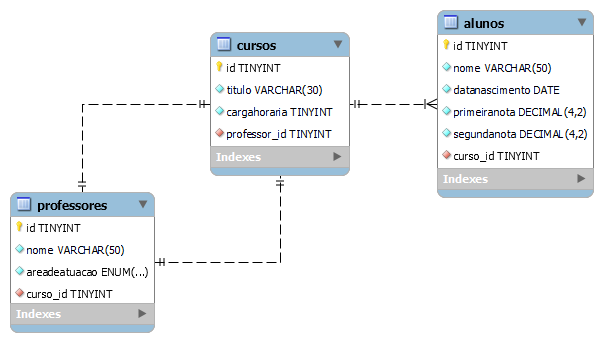 cursos
id TINYINT
titulo VARCHAR(30)
cargahoraria TINYINT
professor_id TINYINT
Indexes
alunos
id TINYINT
nome VARCHAR(50)
datanascimento DATE
primeiranota DECIMAL(4,2)
segundanota DECIMAL(4,2)
curso_id TINYINT
Indexes
professores
id TINYINT
nome VARCHAR(50)
areadeatuacao ENUM(...)
curso_id TINYINT
Indexes